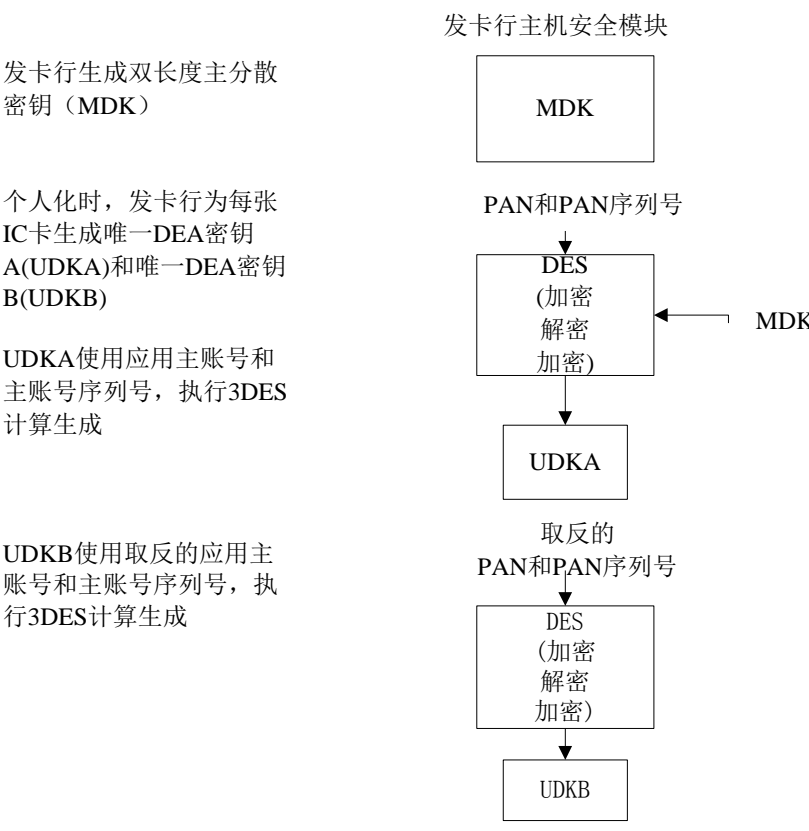 发卡行主机安全模块
发卡行生成双长度主分散
密钥（MDK）
MDK
个人化时，发卡行为每张
IC卡生成唯一DEA密钥
A(UDKA)和唯一DEA密钥
B(UDKB)
PAN和PAN序列号
DES
(加密
解密
加密)
MDK
UDKA使用应用主账号和
主账号序列号，执行3DES
计算生成
UDKA
UDKB使用取反的应用主
账号和主账号序列号，执
行3DES计算生成
取反的
PAN和PAN序列号
DES
(加密
解密
加密)
UDKB